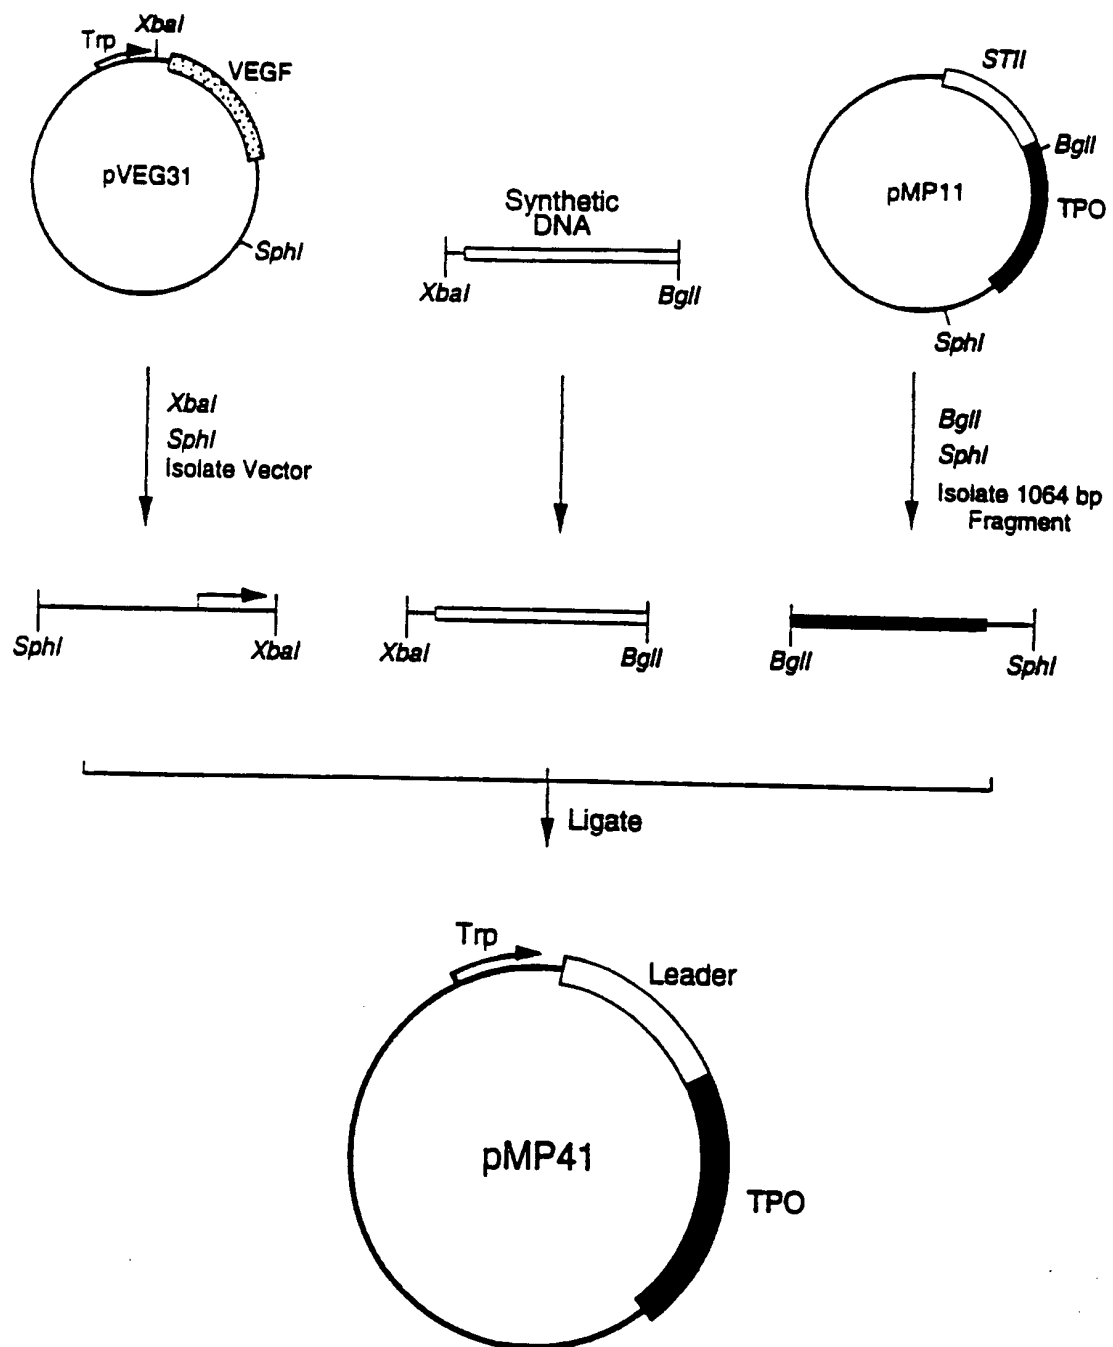 XbaI
Trp
VEGF
pVEG31
SphI
Synthetic
DNA
XbaI
BglI
STII
BglI
pMP11
TPO
SphI
XbaI
SphI
Isolate Vector
BglI
SphI
Isolate 1064 bp
Fragment
SphI
XbaI
XbaI
BglI
BglI
SphI
Ligate
Trp
Leader
pMP41
TPO